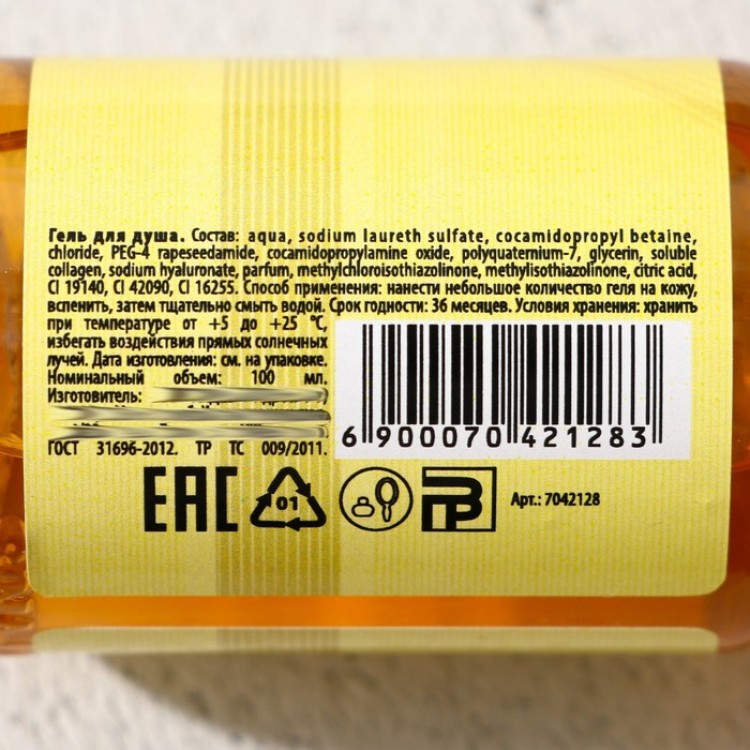 Гель для душа. Состав: aqua, sodium laureth sulfate, cocamidopropyl betaine,
chloride, PEG-4 rapeseedamide, cocamidopropylamine oxide, polyquaternium-7, glycerin, soluble
collagen, sodium hyaluronate, parfum, methylchloroisothiazolinone, methylisothiazolinone, citric acid,
CI 19140, CI 42090, CI 16255. Способ применения: нанести небольшое количество геля на кожу,
вспенить, затем тщательно смыть водой. Срок годности: 36 месяцев. Условия хранения: хранить
при температуре от +5 до +25 °C,
избегать воздействия прямых солнечных
лучей. Дата изготовления: см. на упаковке.
Номинальный объем: 100 мл.
Изготовитель:
ГОСТ 31696-2012. ТР ТС 009/2011.
6 900070 421283
EAC 01 Арт.: 7042128